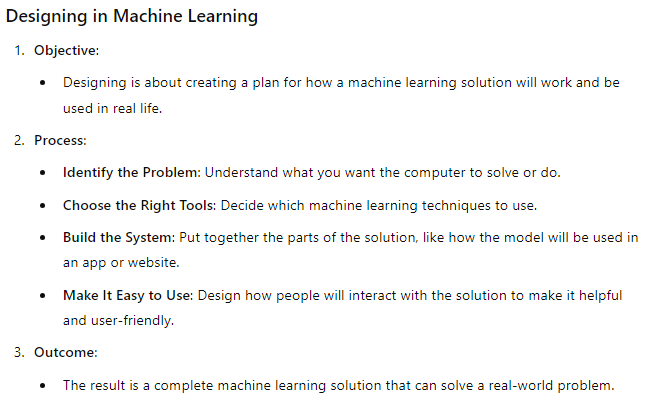 Designing in Machine Learning
1. Objective:
• Designing is about creating a plan for how a machine learning solution will work and be
used in real life.
2. Process:
• Identify the Problem: Understand what you want the computer to solve or do.
• Choose the Right Tools: Decide which machine learning techniques to use.
• Build the System: Put together the parts of the solution, like how the model will be used in
an app or website.
• Make It Easy to Use: Design how people will interact with the solution to make it helpful
and user-friendly.
3. Outcome:
• The result is a complete machine learning solution that can solve a real-world problem.